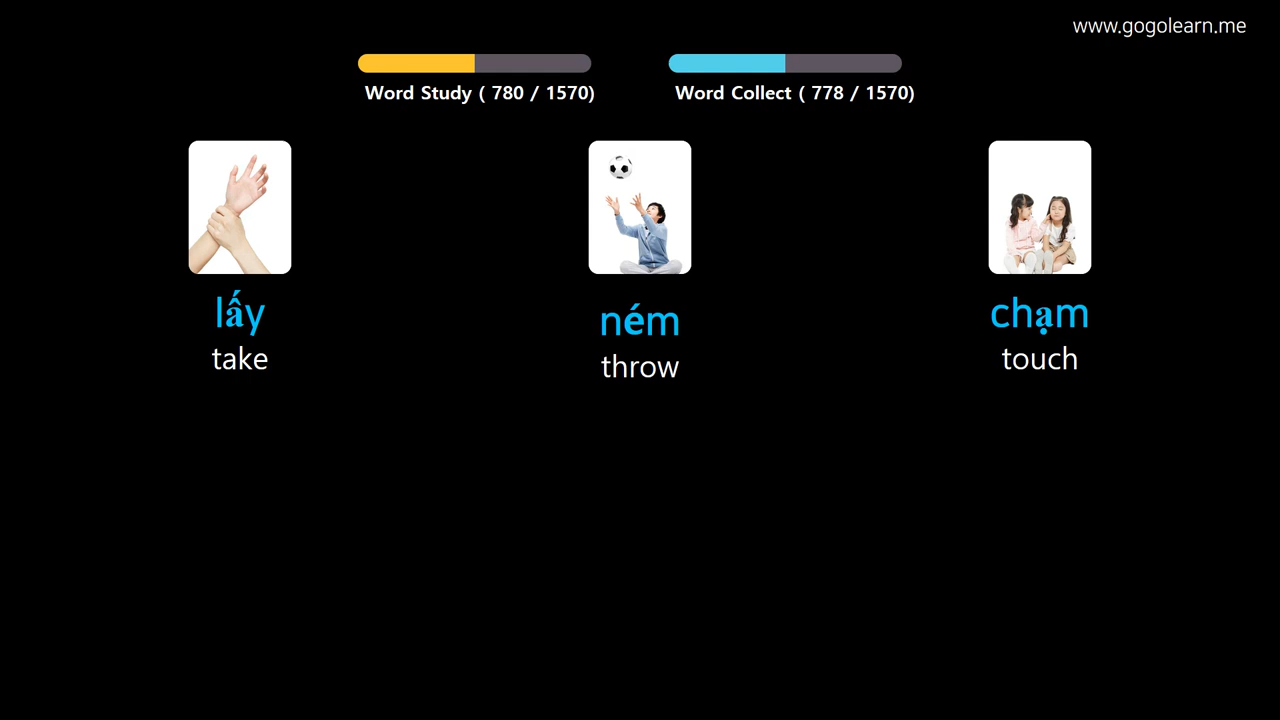 www.gogolearn.me
Word Study ( 780 / 1570)
Word Collect ( 778 / 1570)
lấy
take
ném
throw
chạm
touch